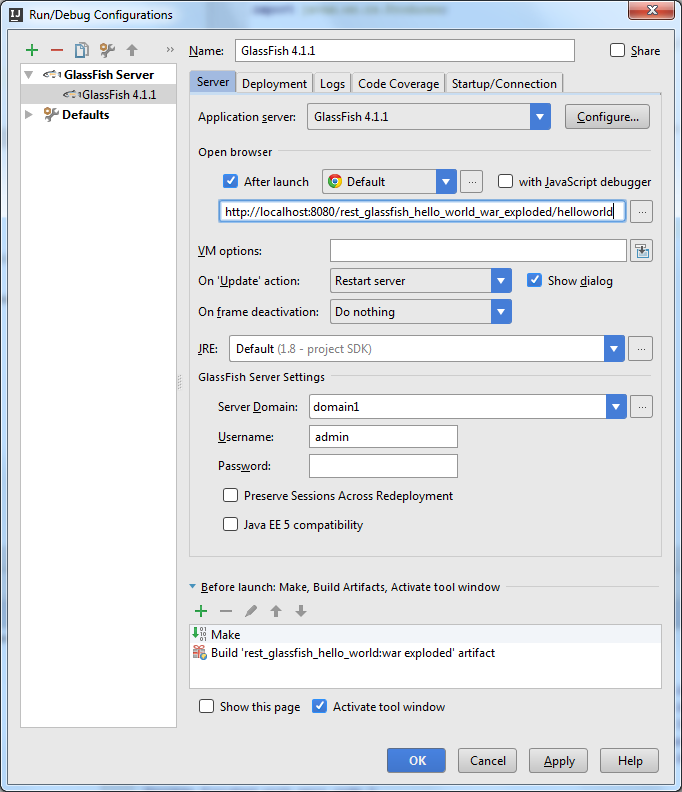 Run/Debug Configurations
Name: GlassFish 4.1.1 Share
GlassFish Server
GlassFish 4.1.1
Defaults
Server Deployment Logs Code Coverage Startup/Connection
Application server: GlassFish 4.1.1 Configure...
Open browser
After launch Default ... with JavaScript debugger
http://localhost:8080/rest_glassfish_hello_world_war_exploded/helloworld ...
VM options:
On 'Update' action: Restart server Show dialog
On frame deactivation: Do nothing
JRE: Default (1.8 - project SDK) ...
GlassFish Server Settings
Server Domain: domain1 ...
Username: admin
Password:
Preserve Sessions Across Redeployment
Java EE 5 compatibility
Before launch: Make, Build Artifacts, Activate tool window
Make
Build 'rest_glassfish_hello_world:war exploded' artifact
Show this page Activate tool window
OK Cancel Apply Help